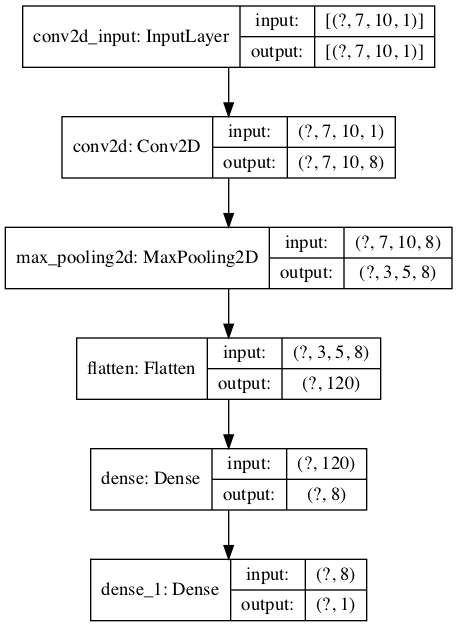 conv2d_input: InputLayer
input: [(?, 7, 10, 1)]
output: [(?, 7, 10, 1)]
conv2d: Conv2D
input: (?, 7, 10, 1)
output: (?, 7, 10, 8)
max_pooling2d: MaxPooling2D
input: (?, 7, 10, 8)
output: (?, 3, 5, 8)
flatten: Flatten
input: (?, 3, 5, 8)
output: (?, 120)
dense: Dense
input: (?, 120)
output: (?, 8)
dense_1: Dense
input: (?, 8)
output: (?, 1)